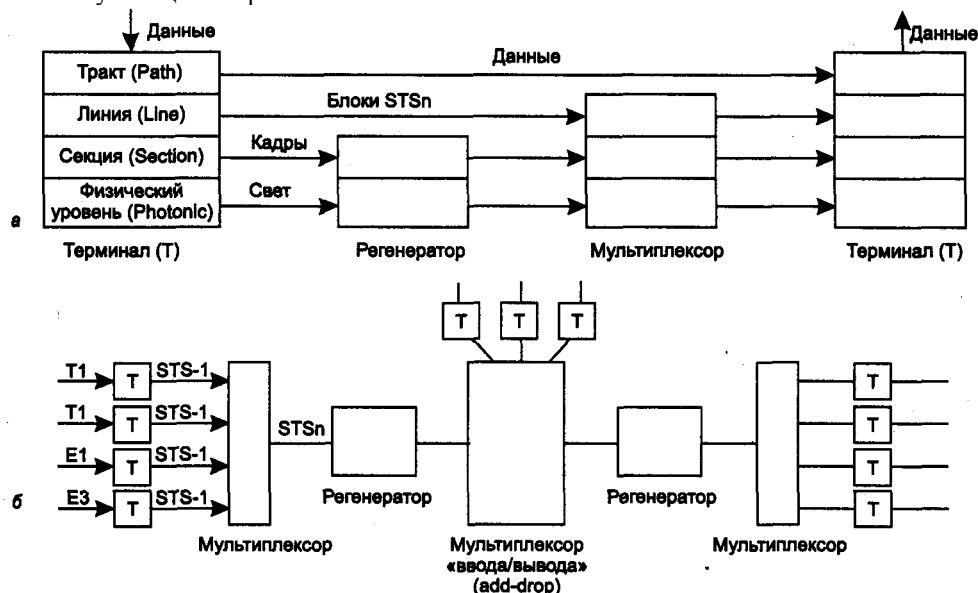 Данные
Данные
Тракт (Path)
Данные
Линия (Line)
Блоки STSn
Секция (Section)
Кадры
Физический
уровень (Photonic)
Свет
а
Терминал (Т)
Регенератор
Мультиплексор
Терминал (Т)
Т
Т
Т
T1
Т
STS-1
T1
Т
STS-1
E1
Т
STS-1
E3
Т
STS-1
STSn
Т
Т
Т
Т
б
Регенератор
Регенератор
Мультиплексор
Мультиплексор
«ввода/вывода»
(add-drop)
Мультиплексор